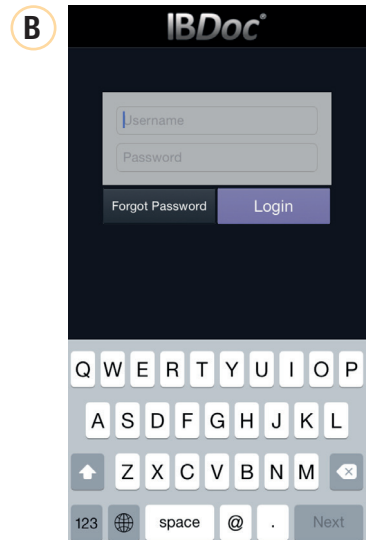 B
IBDoc®
Username
Password
Forgot Password Login
Q W E R T Y U I O P
A S D F G H J K L
Z X C V B N M
123 space @ . Next